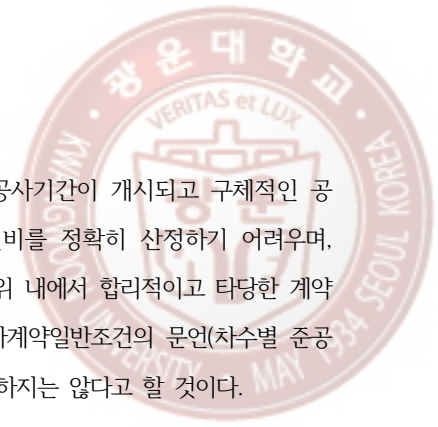 광운대학교
VERITAS et LUX
공사기간이 개시되고 구체적인 공
비를 정확히 산정하기 어려우며,
위 내에서 합리적이고 타당한 계약
계약일반조건의 문언(차수별 준공
하지는 않다고 할 것이다.
MAY 1934 SEOUL KOREA